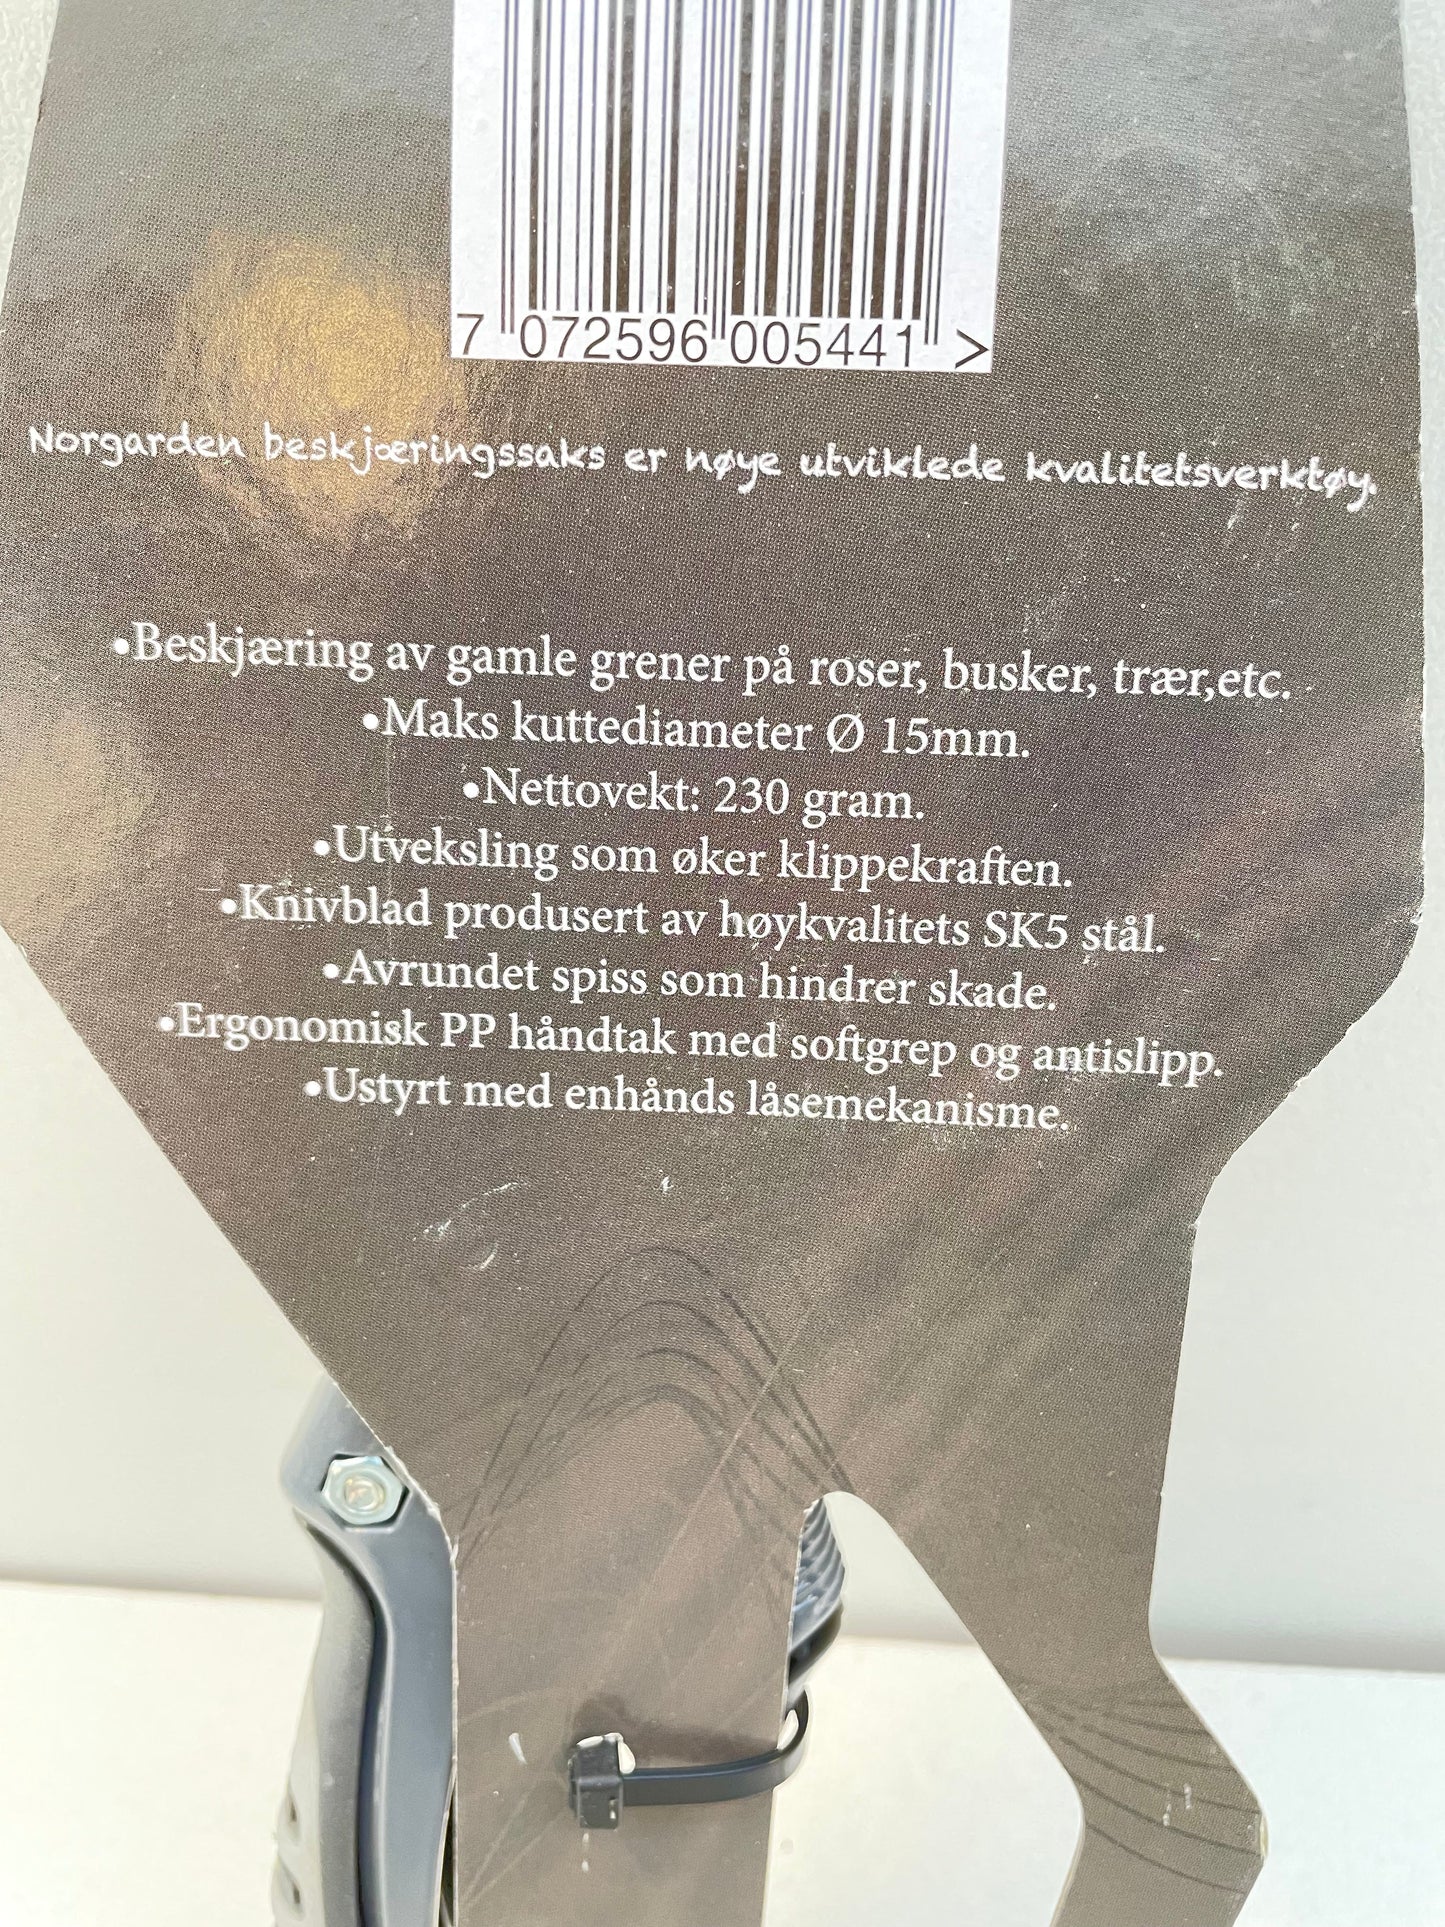 7 072596 005441 >
Norgarden beskjæringssaks er nøye utviklede kvalitetsverktøy.
•Beskjæring av gamle grener på roser, busker, trær,etc.
•Maks kuttediameter Ø 15mm.
•Nettovekt: 230 gram.
•Utveksling som øker klippekraften.
•Knivblad produsert av høykvalitets SK5 stål.
•Avrundet spiss som hindrer skade.
•Ergonomisk PP håndtak med softgrep og antislipp.
•Ustyrt med enhånds låsemekanisme.